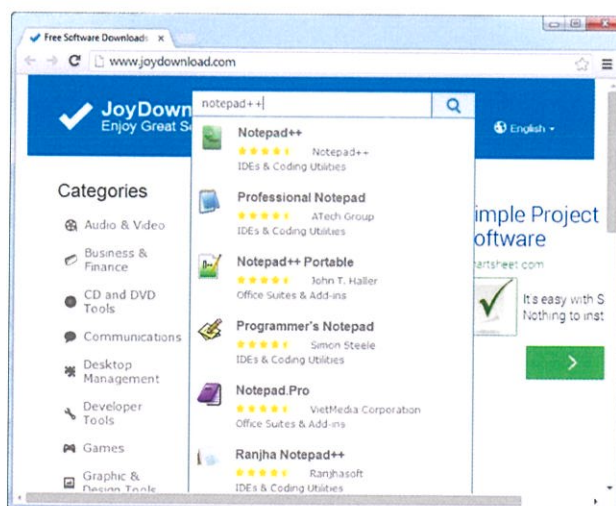 Free Software Downloads
www.joydownload.com
JoyDown
Enjoy Great S
notepad++
English
Categories
Audio & Video
Business &
Finance
CD and DVD
Tools
Communications
Desktop
Management
Developer
Tools
Games
Graphic &
Design Tools
Notepad++
Notepad++
IDEs & Coding Utilities
Professional Notepad
ATech Group
IDEs & Coding Utilities
Notepad++ Portable
John T. Haller
Office Suites & Add-ins
Programmer's Notepad
Simon Steele
IDEs & Coding Utilities
Notepad.Pro
VietMedia Corporation
Office Suites & Add-ins
Ranjha Notepad++
Ranjhasoft
IDEs & Coding Utilities
imple Project
oftware
artsheet.com
It's easy with S
Nothing to inst